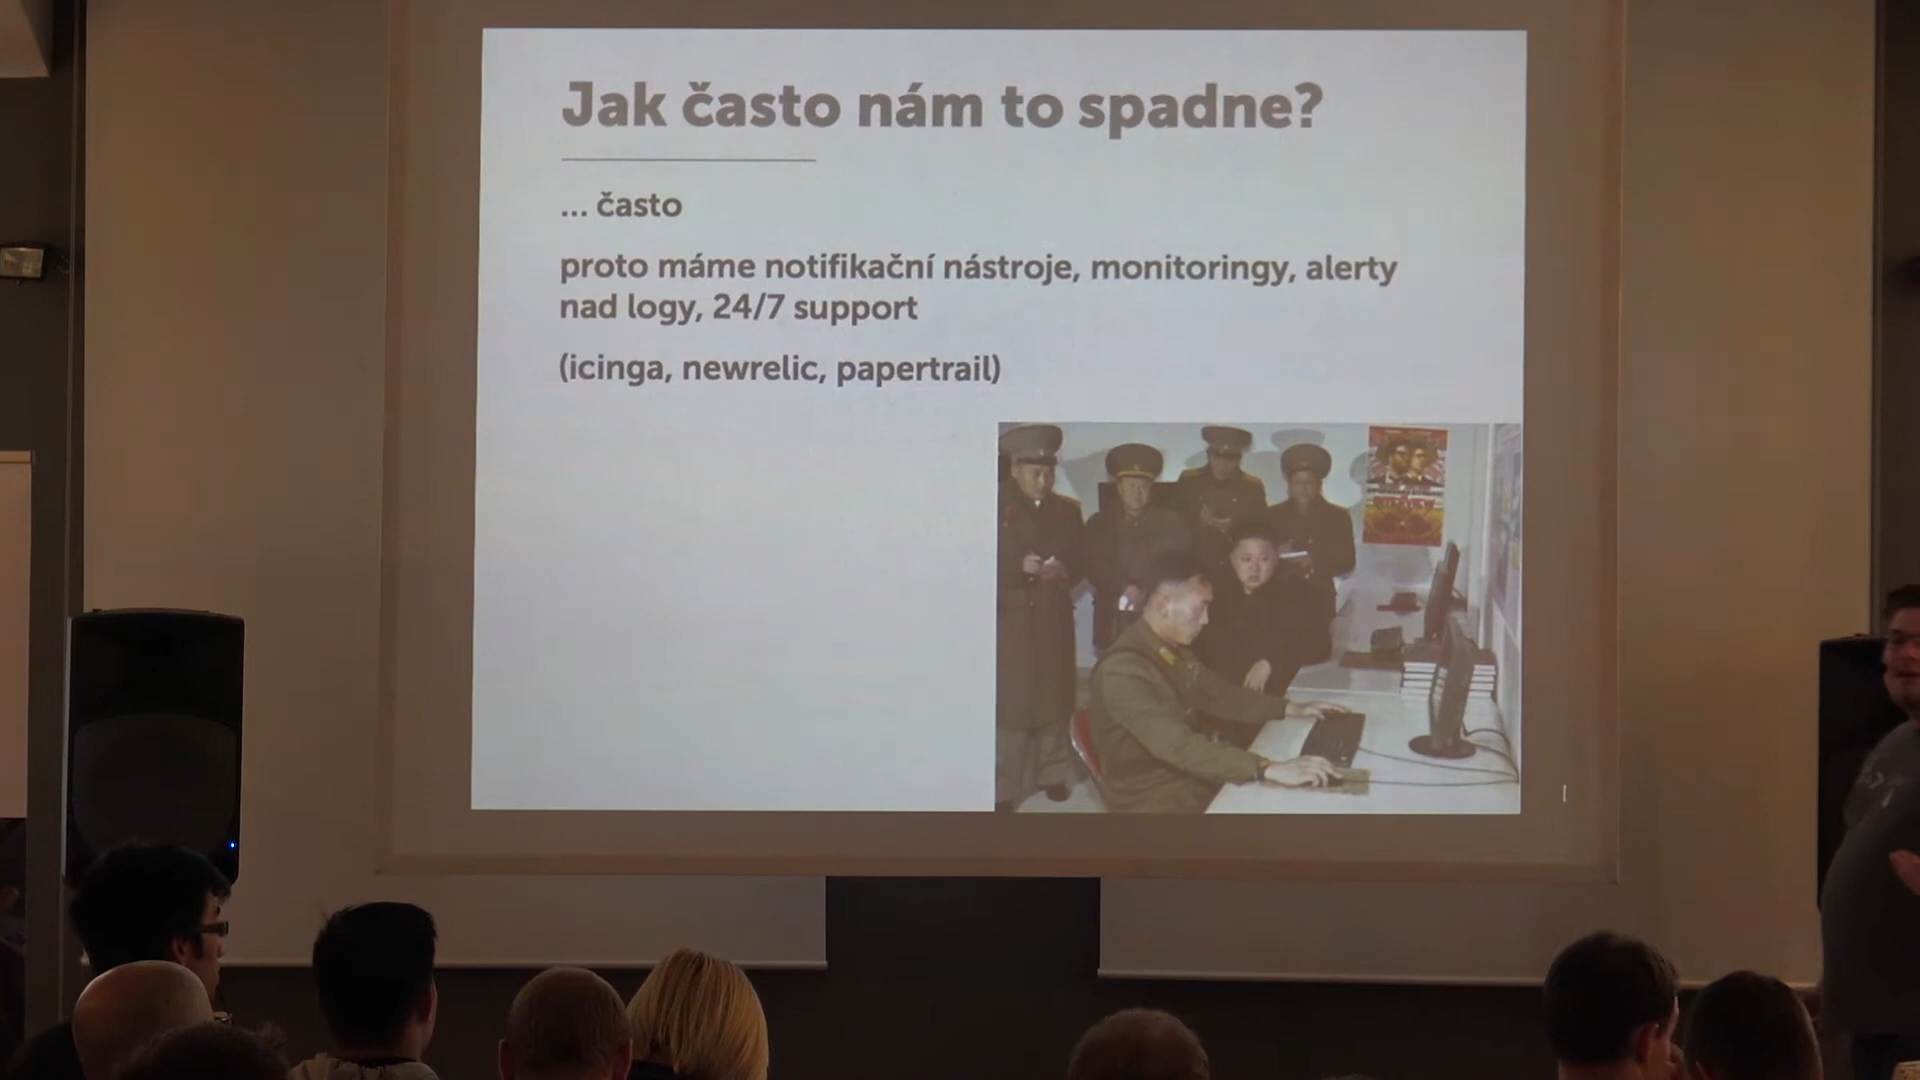 Jak často nám to spadne?
... často
proto máme notifikační nástroje, monitoringy, alerty
nad logy, 24/7 support
(icinga, newrelic, papertrail)